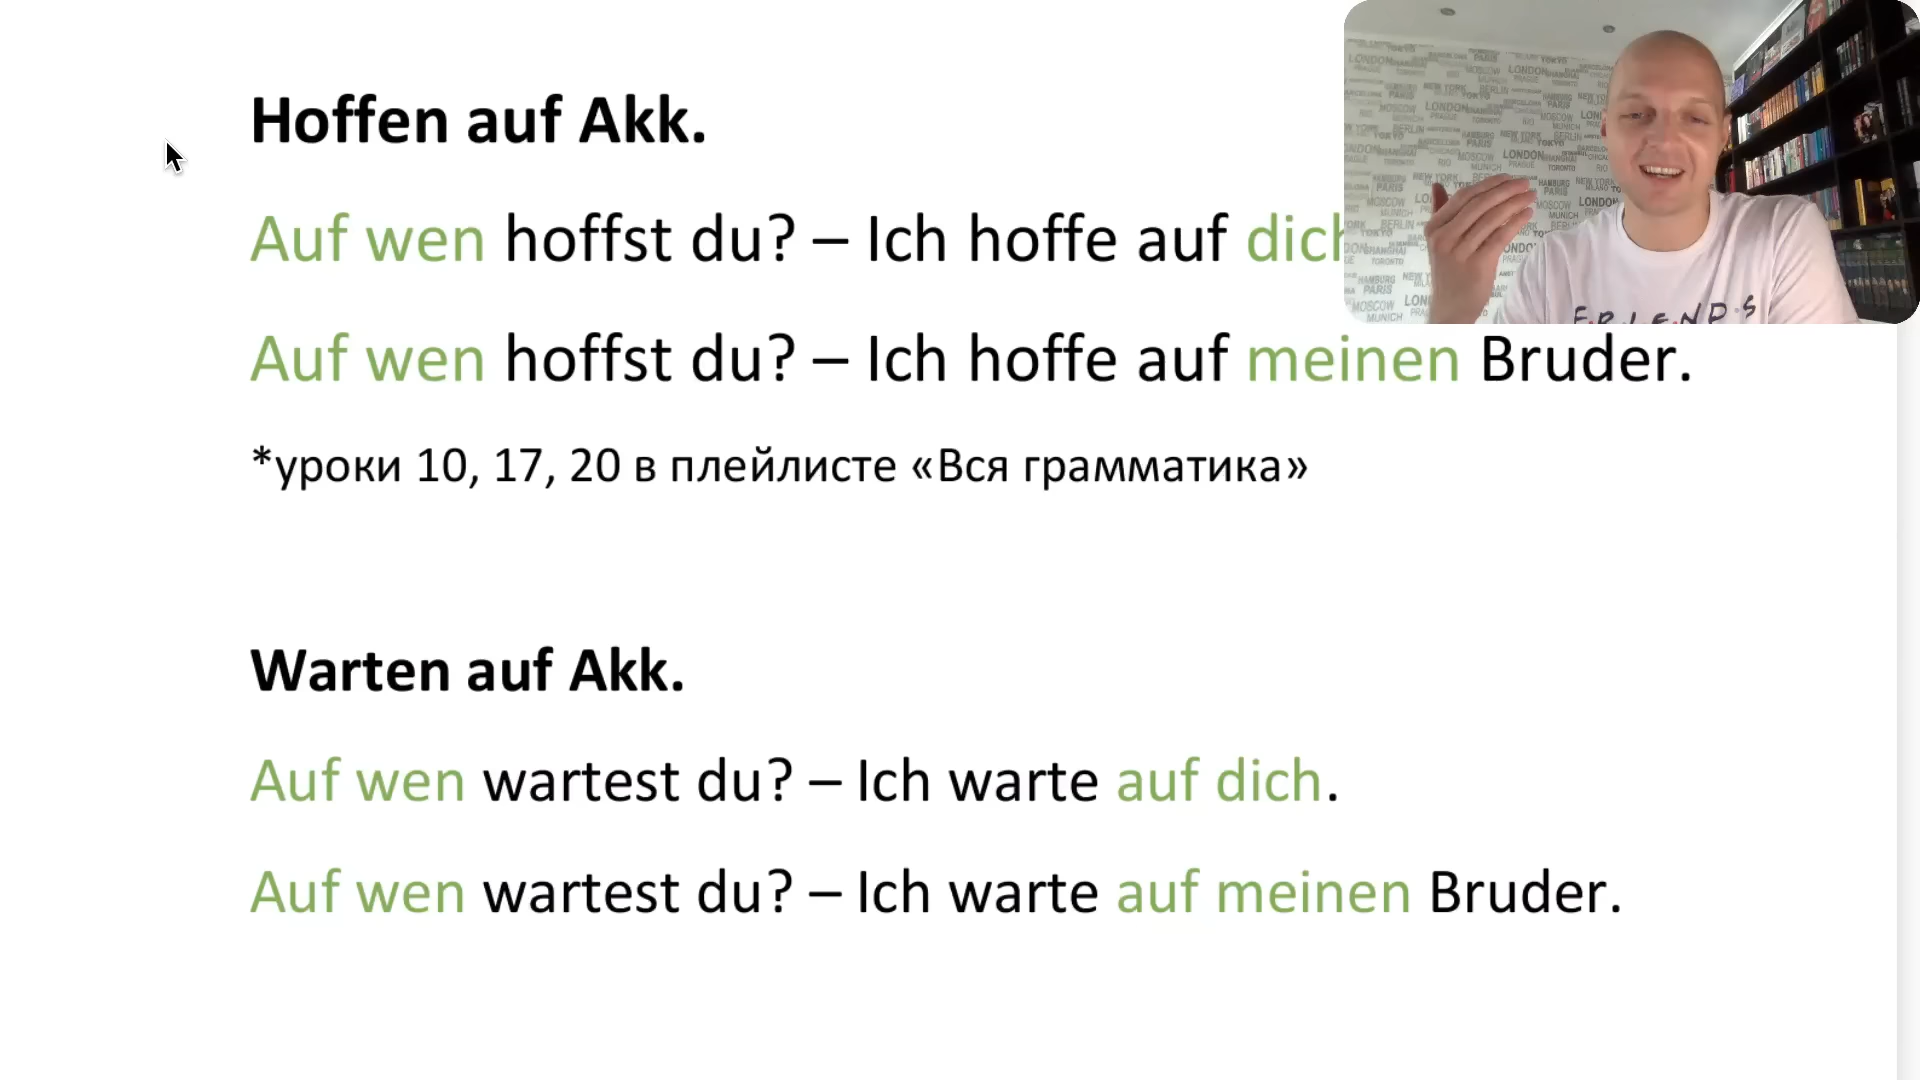 Hoffen auf Akk.
Auf wen hoffst du? – Ich hoffe auf dich
Auf wen hoffst du? – Ich hoffe auf meinen Bruder.
*уроки 10, 17, 20 в плейлисте «Вся грамматика»
Warten auf Akk.
Auf wen wartest du? – Ich warte auf dich.
Auf wen wartest du? – Ich warte auf meinen Bruder.
F·R·I·E·N·D·S